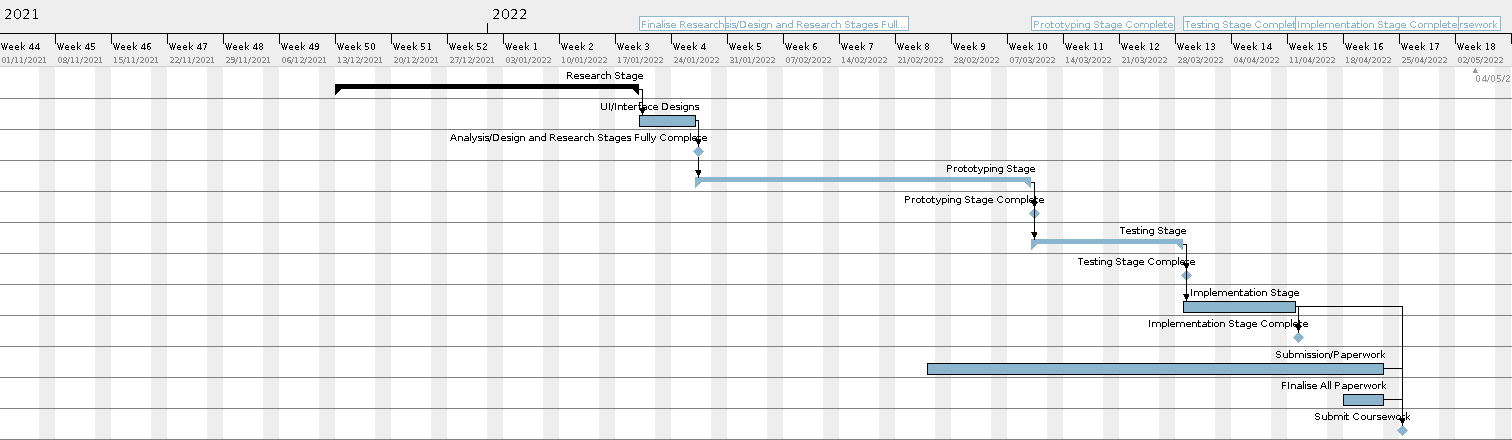 2021
2022
Finalise Research
sis/Design and Research Stages Full...
Prototyping Stage Complete
Testing Stage Complet
Implementation Stage Complete
rsework
Week 44 Week 45 Week 46 Week 47 Week 48 Week 49 Week 50 Week 51 Week 52 Week 1 Week 2 Week 3 Week 4 Week 5 Week 6 Week 7 Week 8 Week 9 Week 10 Week 11 Week 12 Week 13 Week 15 Week 16 Week 17 Week 18
01/11/2021 08/11/2021 15/11/2021 22/11/2021 29/11/2021 06/12/2021 13/12/2021 20/12/2021 27/12/2021 03/01/2022 10/01/2022 17/01/2022 24/01/2022 31/01/2022 07/02/2022 14/02/2022 21/02/2022 28/02/2022 07/03/2022 14/03/2022 21/03/2022 28/03/2022 04/04/2022 11/04/2022 18/04/2022 25/04/2022 02/05/2022
Research Stage
04/05/2
UI/Interface Designs
Analysis/Design and Research Stages Fully Complete
Prototyping Stage
Prototyping Stage Complete
Testing Stage
Testing Stage Complete
Implementation Stage
Implementation Stage Complete
Submission/Paperwork
FInalise All Paperwork
Submit Coursework